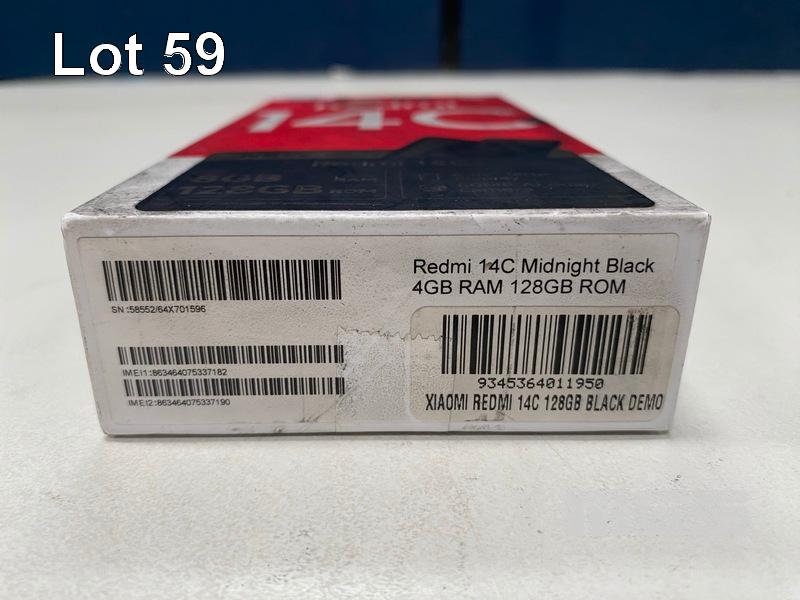 Lot 59
14C
128GB ROM
Redmi 14C Midnight Black
4GB RAM 128GB ROM
SN:58552/64X701596
IMEI1:863464075337182
IMEI2:863464075337190
9345364011950
XIAOMI REDMI 14C 128GB BLACK DEMO